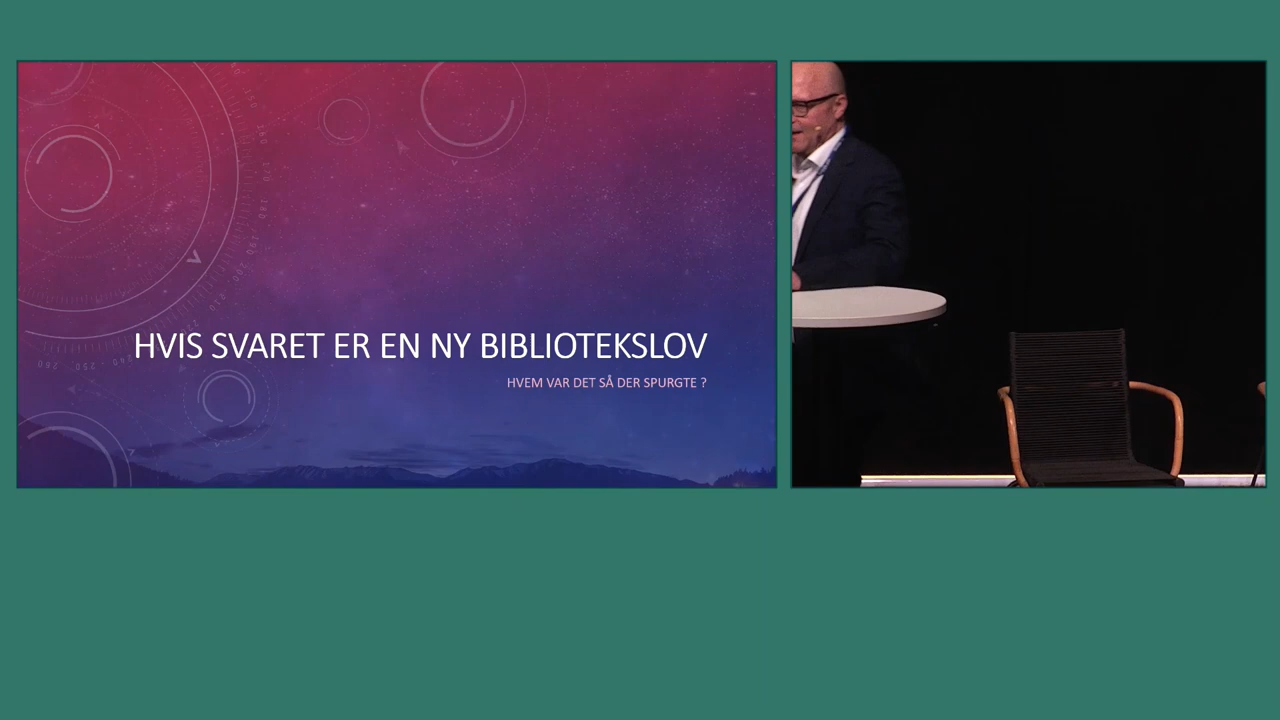 HVIS SVARET ER EN NY BIBLIOTEKSLOV
HVEM VAR DET SÅ DER SPURGTE ?